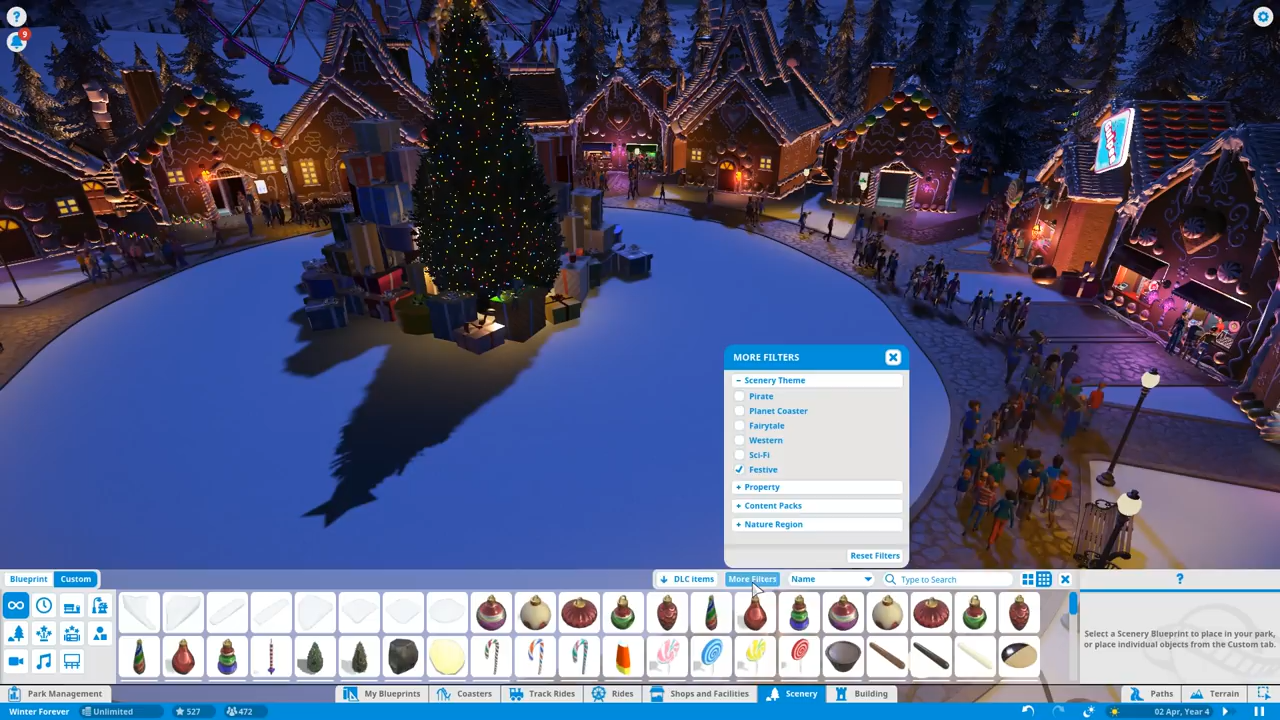 ?
9
MORE FILTERS
− Scenery Theme
Pirate
Planet Coaster
Fairytale
Western
Sci-Fi
Festive
+ Property
+ Content Packs
+ Nature Region
Reset Filters
Blueprint Custom
DLC items More Filters Name Type to Search
?
Select a Scenery Blueprint to place in your park,
or place individual objects from the Custom tab.
Park Management My Blueprints Coasters Track Rides Rides Shops and Facilities Scenery Building Paths Terrain
Winter Forever Unlimited 527 472 02 Apr, Year 4